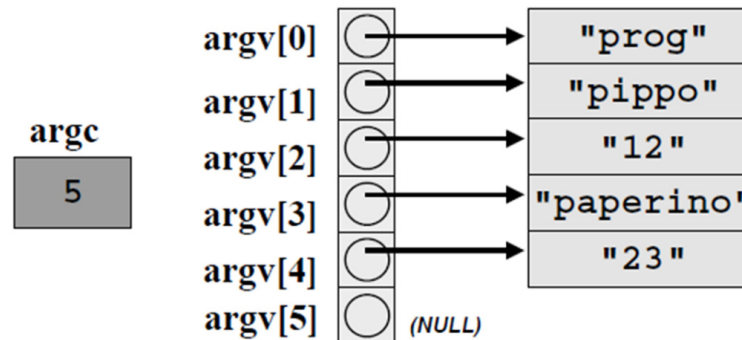 argc
5
argv[0] "prog"
argv[1] "pippo"
argv[2] "12"
argv[3] "paperino"
argv[4] "23"
argv[5] (NULL)